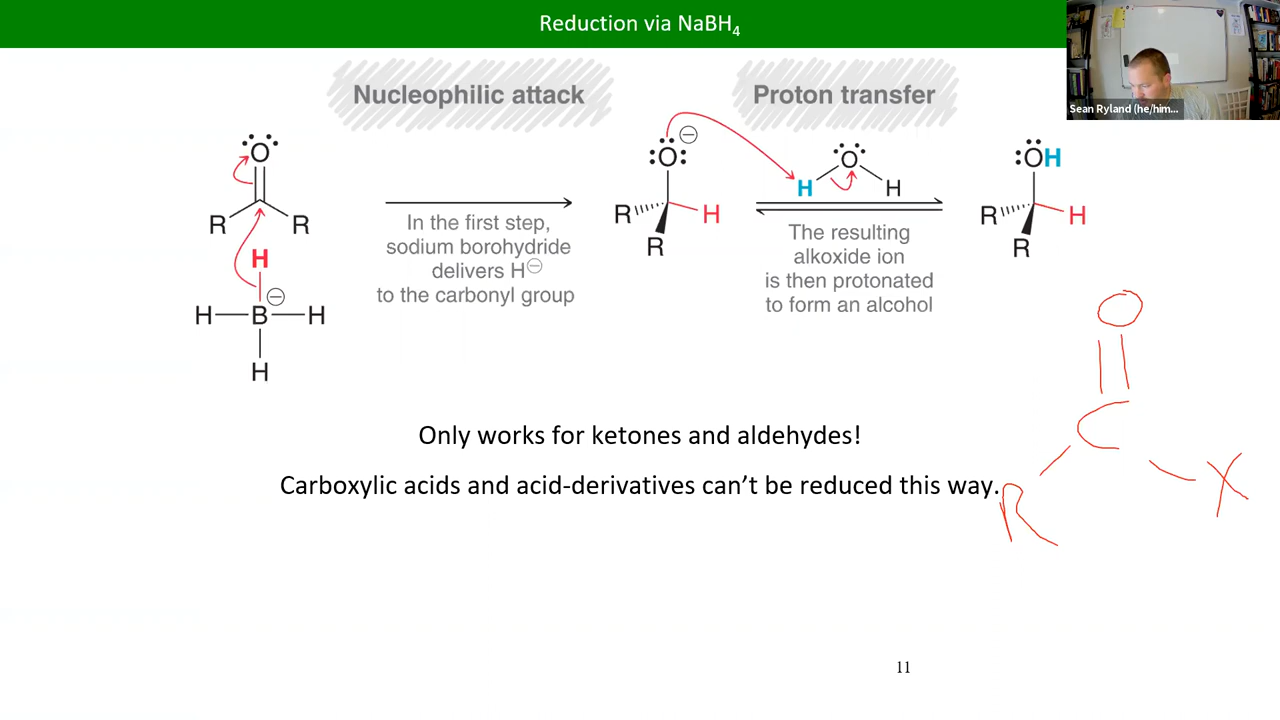 Reduction via NaBH4
Sean Ryland (he/him...
Nucleophilic attack
Proton transfer
O
R R
H
H B H
H
In the first step,
sodium borohydride
delivers H⊖
to the carbonyl group
O ⊖
R H
R
H O H
The resulting
alkoxide ion
is then protonated
to form an alcohol
OH
R H
R
O
C
R X
Only works for ketones and aldehydes!
Carboxylic acids and acid-derivatives can’t be reduced this way.
11